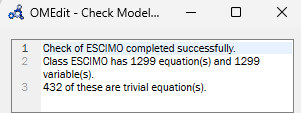 OMEdit - Check Model...
1 Check of ESCIMO completed successfully.
2 Class ESCIMO has 1299 equation(s) and 1299
variable(s).
3 432 of these are trivial equation(s).